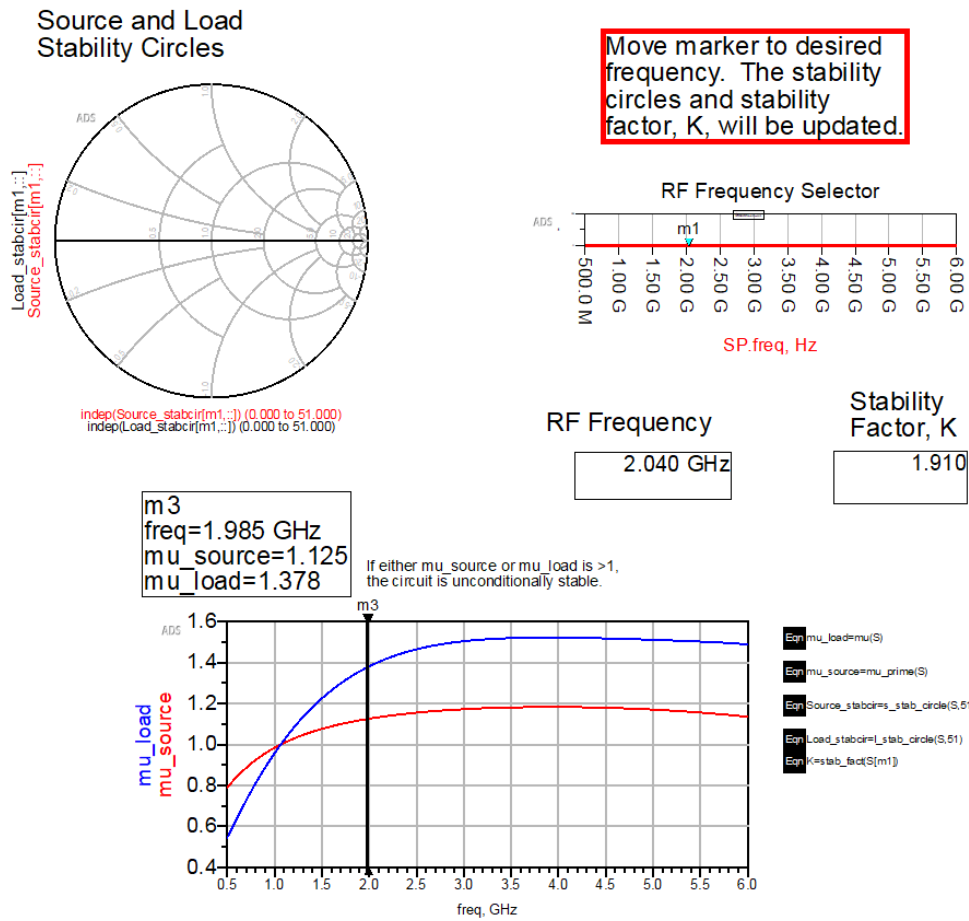 Source and Load
Stability Circles
Move marker to desired
frequency.  The stability
circles and stability
factor, K, will be updated.
ADS
Load_stabcir[m1,::]
Source_stabcir[m1,::]
indep(Source_stabcir[m1,::]) (0.000 to 51.000)
indep(Load_stabcir[m1,::]) (0.000 to 51.000)
RF Frequency Selector
ADS
m1
500.0 M
1.00 G
1.50 G
2.00 G
2.50 G
3.00 G
3.50 G
4.00 G
4.50 G
5.00 G
5.50 G
6.00 G
SP.freq, Hz
RF Frequency
2.040 GHz
Stability
Factor, K
1.910
m3
freq=1.985 GHz
mu_source=1.125
mu_load=1.378
If either mu_source or mu_load is >1,
the circuit is unconditionally stable.
m3
ADS
mu_load
mu_source
1.6
1.4
1.2
1.0
0.8
0.6
0.4
0.5
1.0
1.5
2.0
2.5
3.0
3.5
4.0
4.5
5.0
5.5
6.0
freq, GHz
Eqn mu_load=mu(S)
Eqn mu_source=mu_prime(S)
Eqn Source_stabcir=s_stab_circle(S,51
Eqn Load_stabcir=l_stab_circle(S,51)
Eqn K=stab_fact(S[m1])